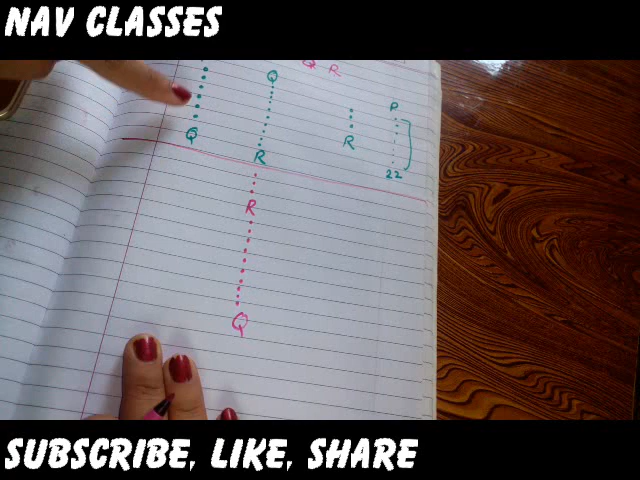 NAV CLASSES
Q R
Q
P
Q
R
R
22
R
Q
SUBSCRIBE, LIKE, SHARE